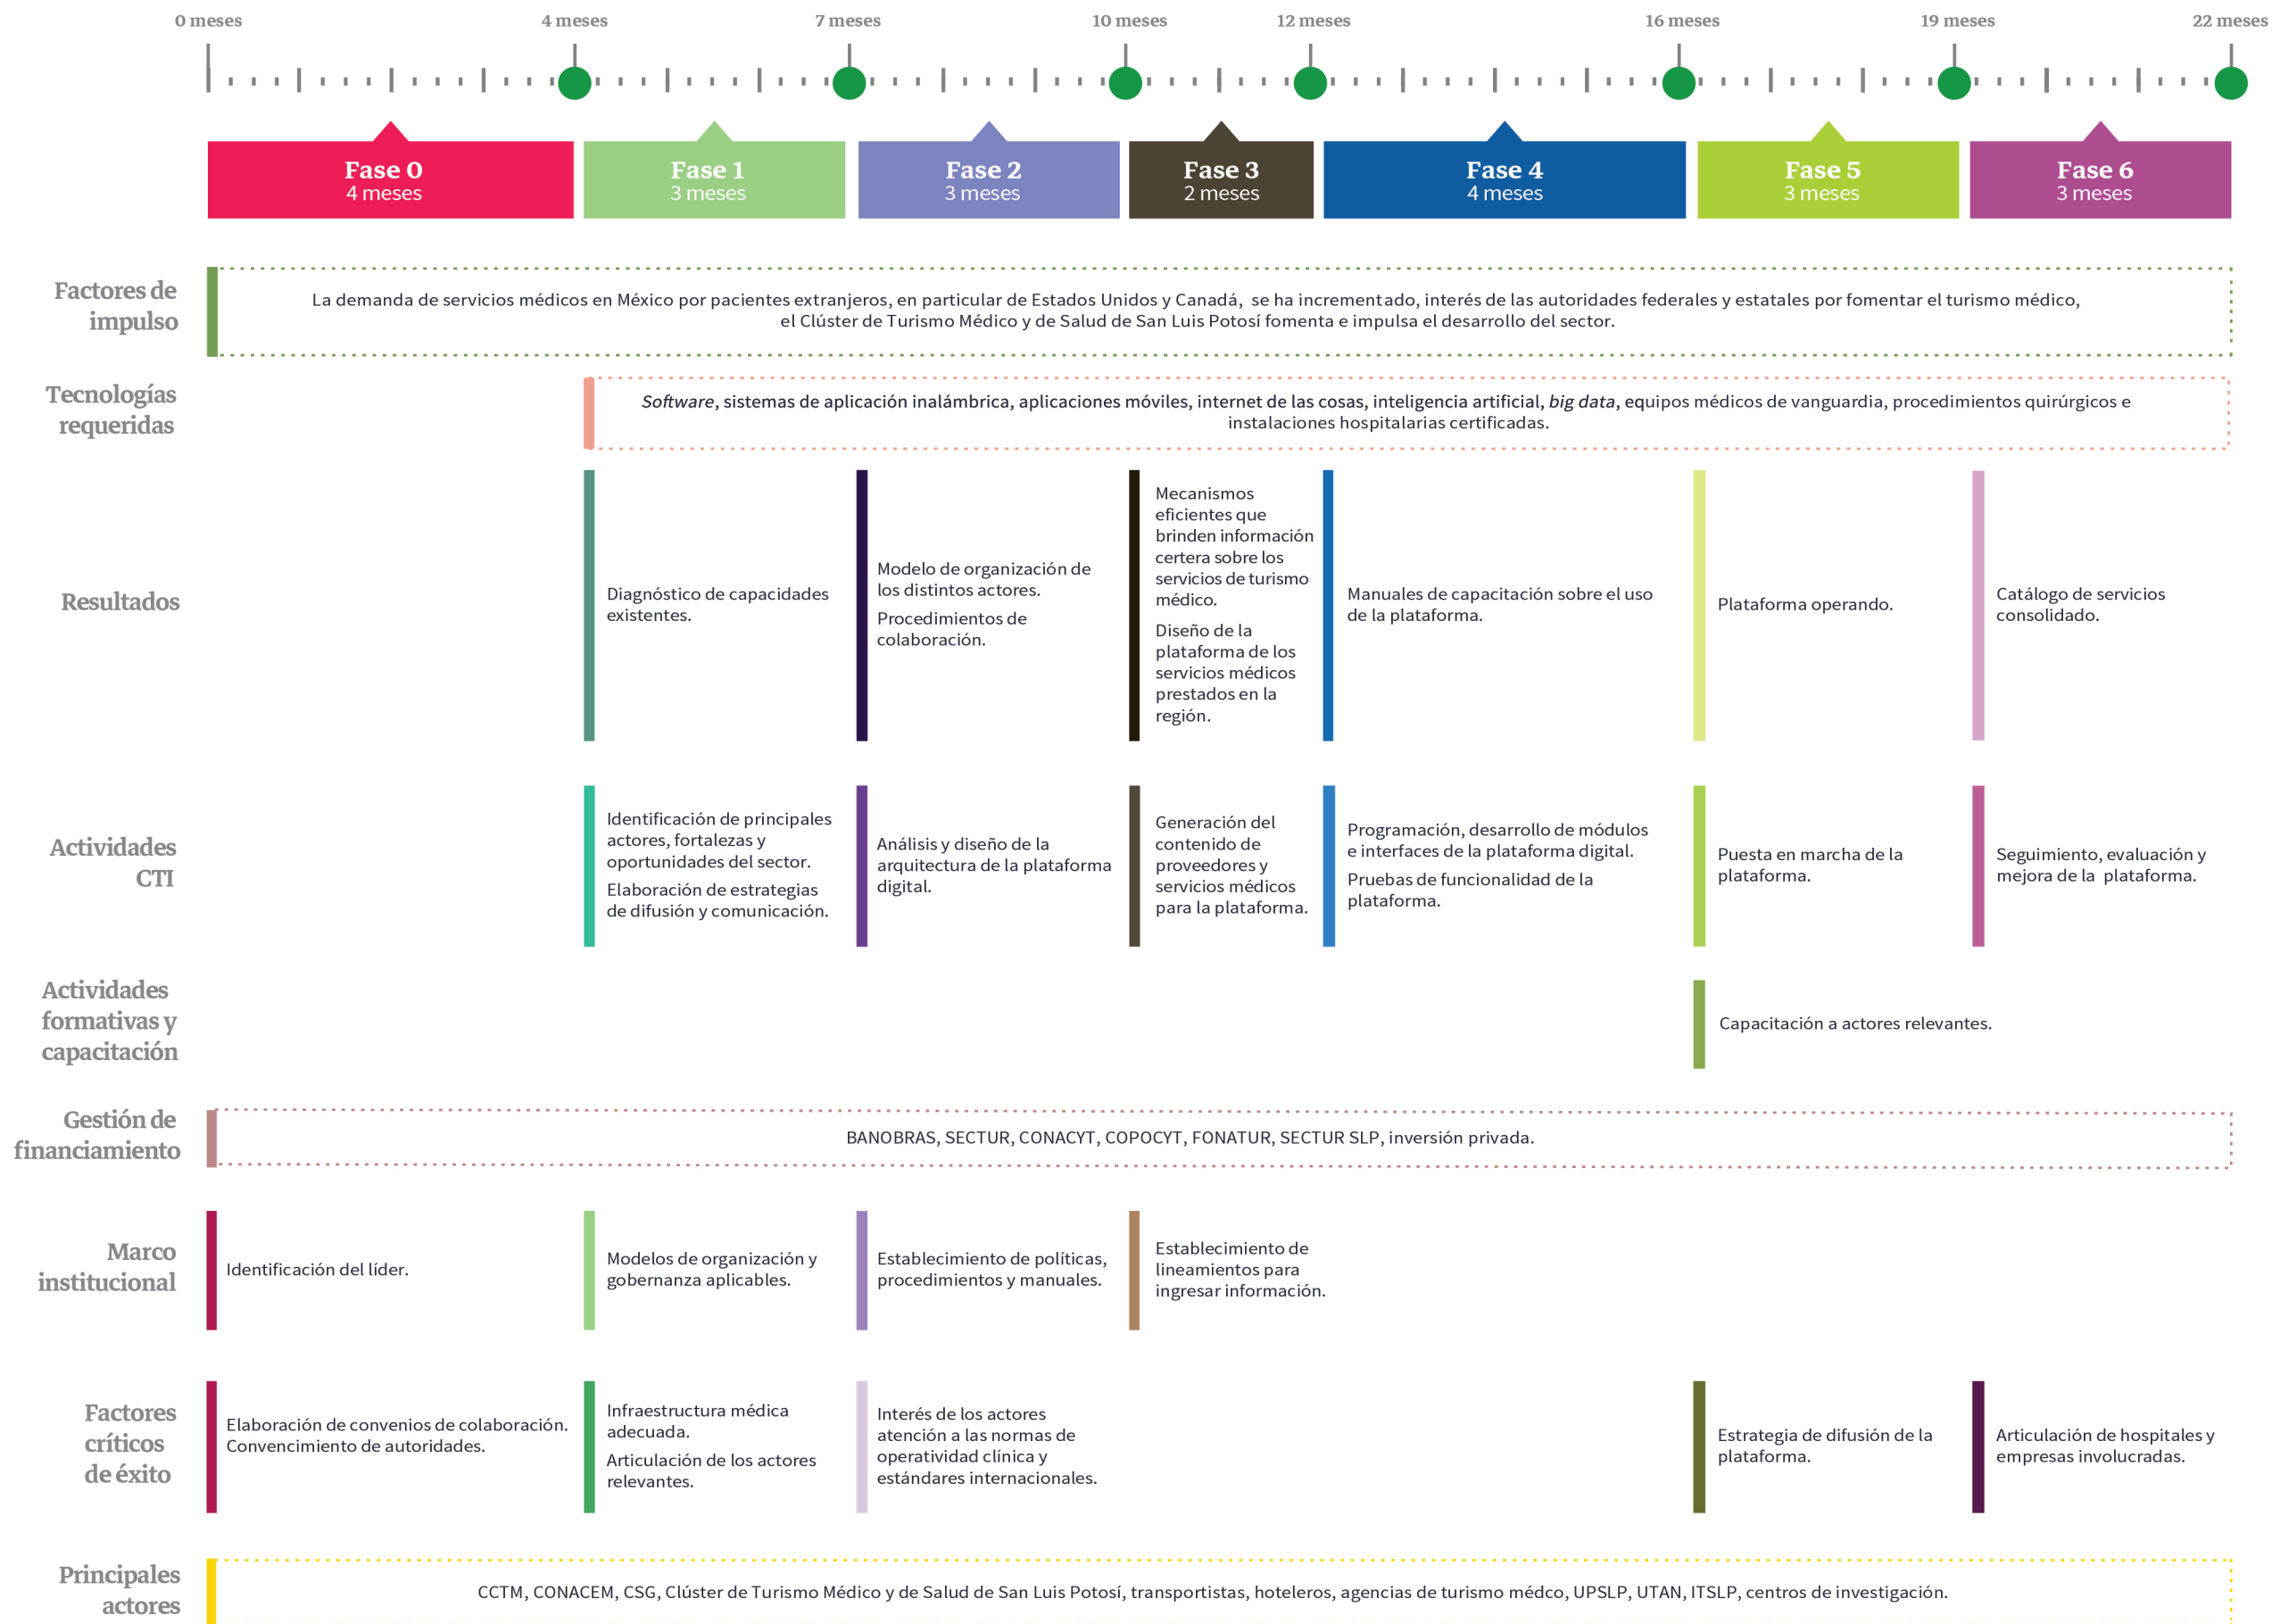 0 meses
4 meses
7 meses
10 meses
12 meses
16 meses
19 meses
22 meses
Fase 0
4 meses
Fase 1
3 meses
Fase 2
3 meses
Fase 3
2 meses
Fase 4
4 meses
Fase 5
3 meses
Fase 6
3 meses
Factores de
impulso
La demanda de servicios médicos en México por pacientes extranjeros, en particular de Estados Unidos y Canadá, se ha incrementado, interés de las autoridades federales y estatales por fomentar el turismo médico,
el Clúster de Turismo Médico y de Salud de San Luis Potosí fomenta e impulsa el desarrollo del sector.
Tecnologías
requeridas
Software, sistemas de aplicación inalámbrica, aplicaciones móviles, internet de las cosas, inteligencia artificial, big data, equipos médicos de vanguardia, procedimientos quirúrgicos e
instalaciones hospitalarias certificadas.
Resultados
Diagnóstico de capacidades
existentes.
Modelo de organización de
los distintos actores.
Procedimientos de
colaboración.
Mecanismos
eficientes que
brinden información
certera sobre los
servicios de turismo
médico.
Diseño de la
plataforma de los
servicios médicos
prestados en la
región.
Manuales de capacitación sobre el uso
de la plataforma.
Plataforma operando.
Catálogo de servicios
consolidado.
Actividades
CTI
Identificación de principales
actores, fortalezas y
oportunidades del sector.
Elaboración de estrategias
de difusión y comunicación.
Análisis y diseño de la
arquitectura de la plataforma
digital.
Generación del
contenido de
proveedores y
servicios médicos
para la plataforma.
Programación, desarrollo de módulos
e interfaces de la plataforma digital.
Pruebas de funcionalidad de la
plataforma.
Puesta en marcha de la
plataforma.
Seguimiento, evaluación y
mejora de la plataforma.
Actividades
formativas y
capacitación
Capacitación a actores relevantes.
Gestión de
financiamiento
BANOBRAS, SECTUR, CONACYT, COPOCYT, FONATUR, SECTUR SLP, inversión privada.
Marco
institucional
Identificación del líder.
Modelos de organización y
gobernanza aplicables.
Establecimiento de políticas,
procedimientos y manuales.
Establecimiento de
lineamientos para
ingresar información.
Factores
críticos
de éxito
Elaboración de convenios de colaboración.
Convencimiento de autoridades.
Infraestructura médica
adecuada.
Articulación de los actores
relevantes.
Interés de los actores
atención a las normas de
operatividad clínica y
estándares internacionales.
Estrategia de difusión de la
plataforma.
Articulación de hospitales y
empresas involucradas.
Principales
actores
CCTM, CONACEM, CSG, Clúster de Turismo Médico y de Salud de San Luis Potosí, transportistas, hoteleros, agencias de turismo médco, UPSLP, UTAN, ITSLP, centros de investigación.